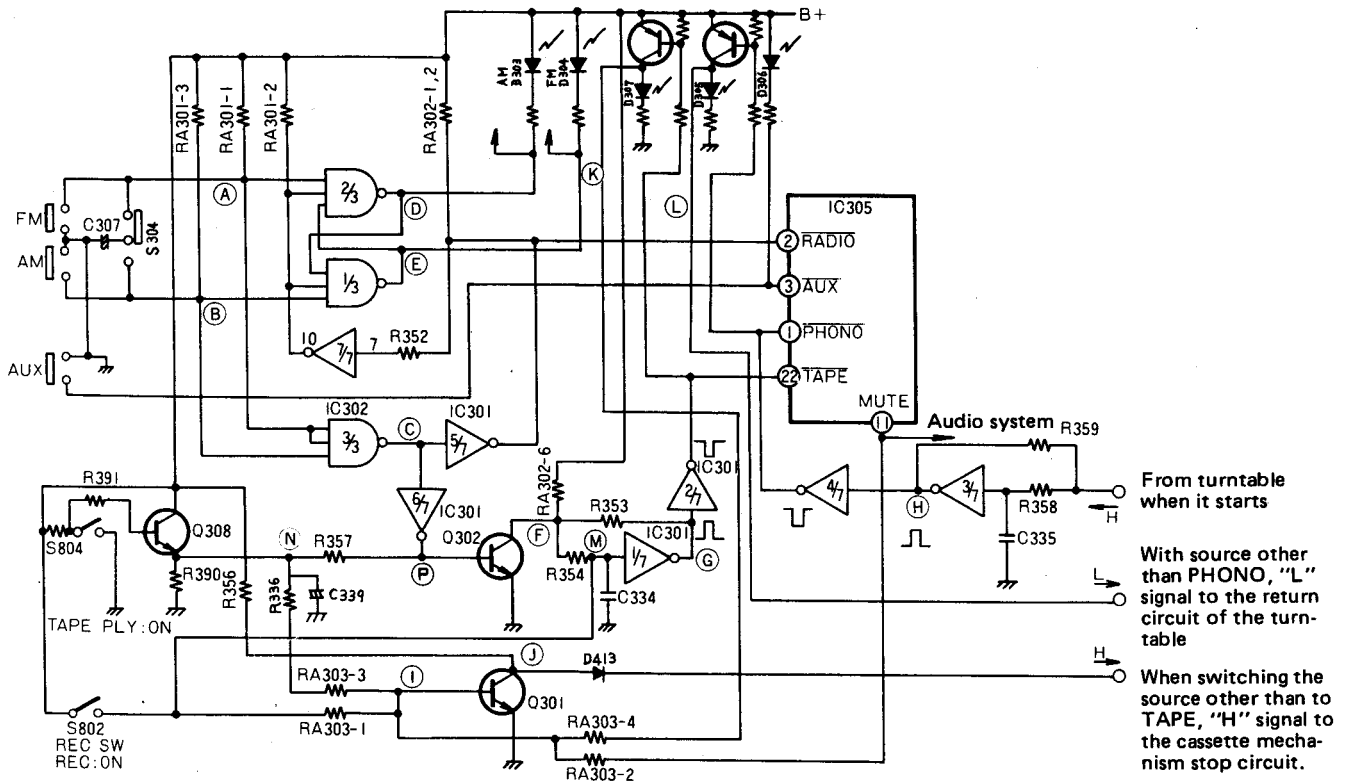 B+
AM
D303
FM
D304
D307
D305
D306
RA301-3
RA301-1
RA301-2
RA302-1,2
A
2/3
D
K
L
IC305
FM
C307
S304
2 RADIO
AM
1/3
E
3 AUX
B
1 PHONO
10
7/7
7
R352
22 TAPE
AUX
MUTE
IC302
IC301
11
Audio system
R359
3/3
C
5/7
R391
RA302-6
IC301
2/7
4/7
H
3/7
R358
From turntable
when it starts
H
6/7
IC301
Q308
Q302
R353
IC301
C335
S804
N
R357
F
M
1/7
G
With source other
than PHONO, "L"
signal to the return
circuit of the turn-
table
L
R390
R356
R336
C339
P
R354
C334
TAPE PLY:ON
J
D413
H
When switching the
source other than to
TAPE, "H" signal to
the cassette mecha-
nism stop circuit.
RA303-3
I
Q301
S802
REC SW
REC:ON
RA303-1
RA303-4
RA303-2